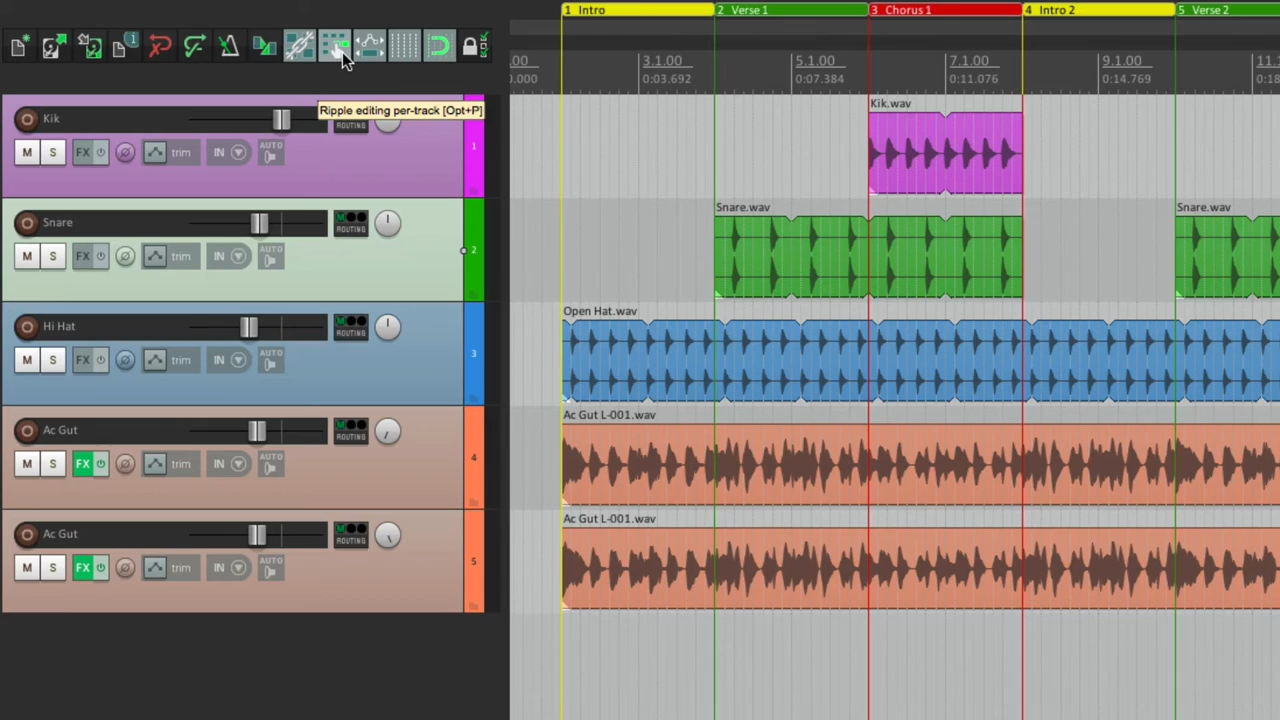 1 Intro
2 Verse 1
3 Chorus 1
4 Intro 2
5 Verse 2
.00
3.1.00
5.1.00
7.1.00
9.1.00
11.1
0.000
0:03.692
0:07.384
0:11.076
0:14.769
0:18
Ripple editing per-track [Opt+P]
Kik
ROUTING
M S FX trim IN AUTO
1
Kik.wav
Snare
M
ROUTING
M S FX trim IN AUTO
2
Snare.wav
Snare.wav
Hi Hat
M
ROUTING
M S FX trim IN AUTO
3
Open Hat.wav
Ac Gut
M
ROUTING
M S FX trim IN AUTO
4
Ac Gut L-001.wav
Ac Gut
M
ROUTING
M S FX trim IN AUTO
5
Ac Gut L-001.wav